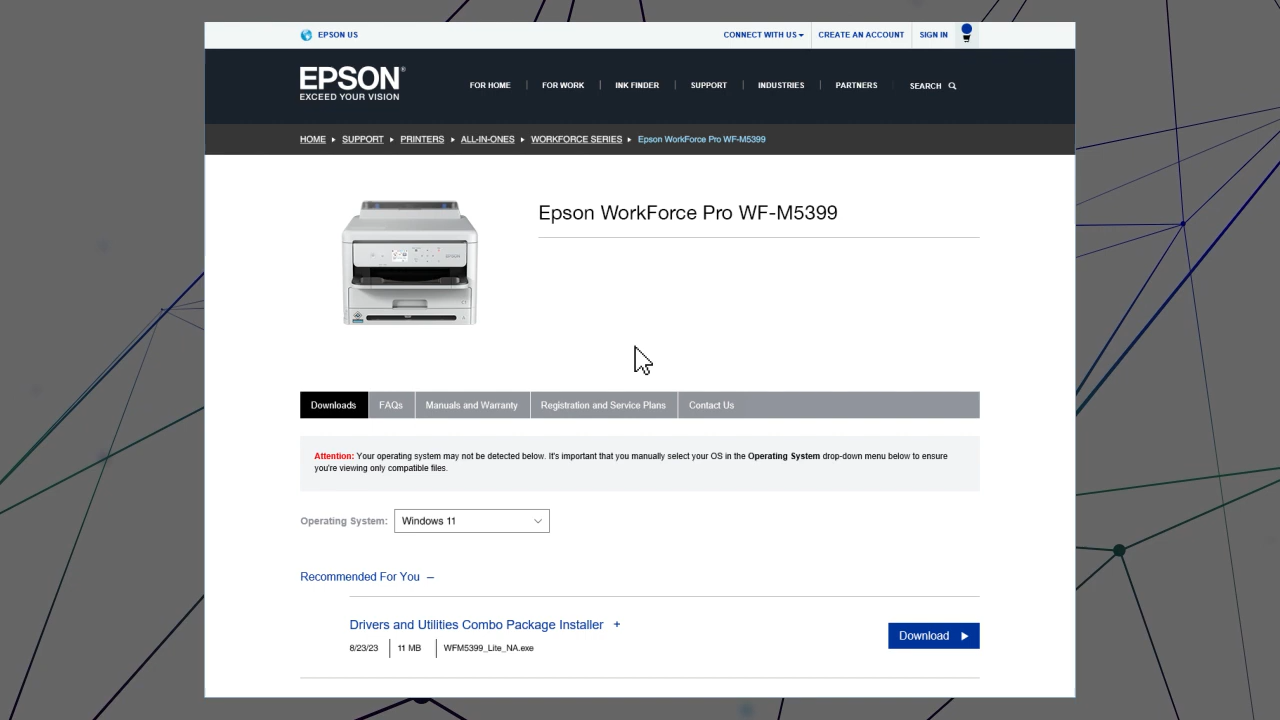 EPSON US
CONNECT WITH US
CREATE AN ACCOUNT
SIGN IN
EPSON®
EXCEED YOUR VISION
FOR HOME
FOR WORK
INK FINDER
SUPPORT
INDUSTRIES
PARTNERS
SEARCH
HOME
SUPPORT
PRINTERS
ALL-IN-ONES
WORKFORCE SERIES
Epson WorkForce Pro WF-M5399
Epson WorkForce Pro WF-M5399
Downloads
FAQs
Manuals and Warranty
Registration and Service Plans
Contact Us
Attention: Your operating system may not be detected below. It's important that you manually select your OS in the Operating System drop-down menu below to ensure
you're viewing only compatible files.
Operating System: Windows 11
Recommended For You –
Drivers and Utilities Combo Package Installer +
Download
8/23/23 | 11 MB | WFM5399_Lite_NA.exe